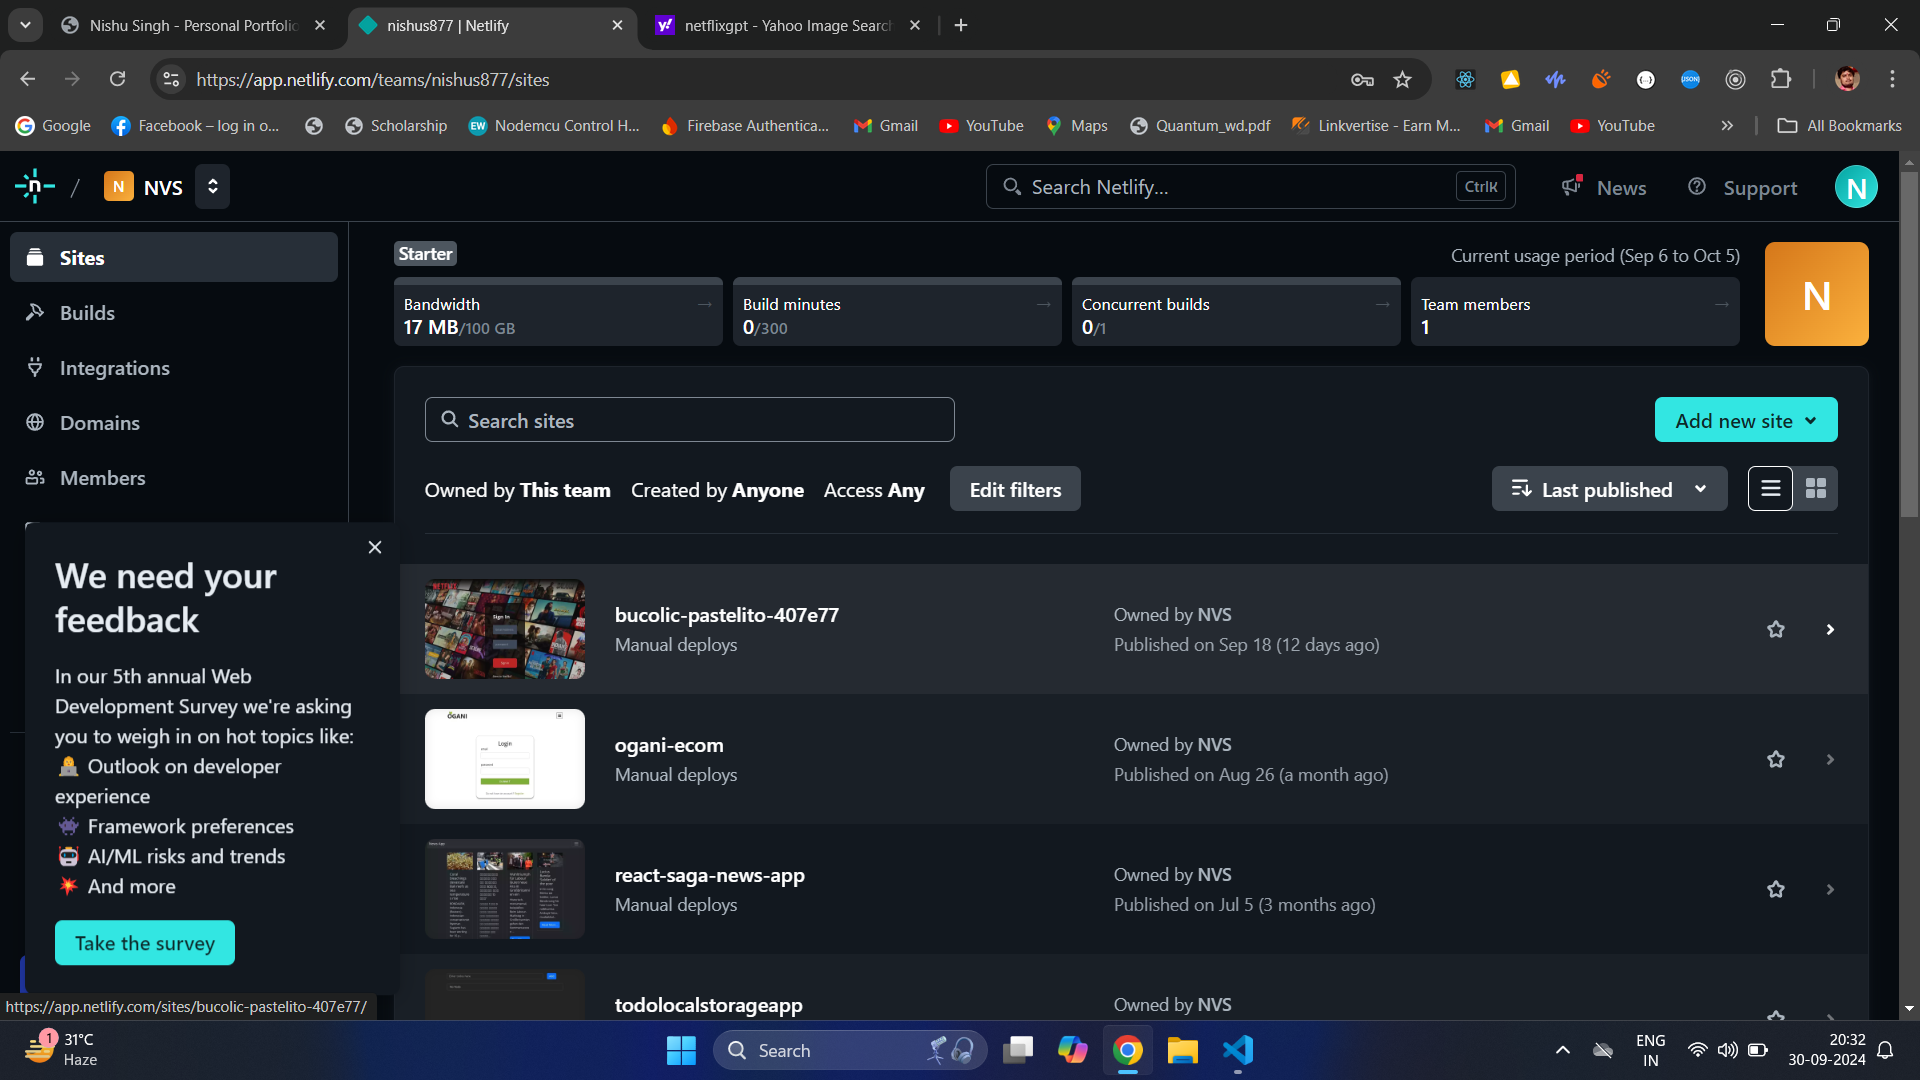 Nishu Singh - Personal Portfolio
nishus877 | Netlify
netflixgpt - Yahoo Image Search
https://app.netlify.com/teams/nishus877/sites
Google
Facebook – log in o...
Scholarship
EW
Nodemcu Control H...
Firebase Authentica...
Gmail
YouTube
Maps
Quantum_wd.pdf
Linkvertise - Earn M...
Gmail
YouTube
All Bookmarks
n / N NVS
Search Netlify...
CtrlK
News
Support
N
Sites
Builds
Integrations
Domains
Members
Starter
Current usage period (Sep 6 to Oct 5)
Bandwidth
17 MB/100 GB
Build minutes
0/300
Concurrent builds
0/1
Team members
1
N
Search sites
Add new site
Owned by This team Created by Anyone Access Any
Edit filters
Last published
bucolic-pastelito-407e77
Manual deploys
Owned by NVS
Published on Sep 18 (12 days ago)
OGANI
Login
ogani-ecom
Manual deploys
Owned by NVS
Published on Aug 26 (a month ago)
react-saga-news-app
Manual deploys
Owned by NVS
Published on Jul 5 (3 months ago)
todolocalstorageapp
Owned by NVS
We need your
feedback
In our 5th annual Web
Development Survey we're asking
you to weigh in on hot topics like:
Outlook on developer
experience
Framework preferences
AI/ML risks and trends
And more
Take the survey
https://app.netlify.com/sites/bucolic-pastelito-407e77/
1
31°C
Haze
Search
ENG
IN
20:32
30-09-2024